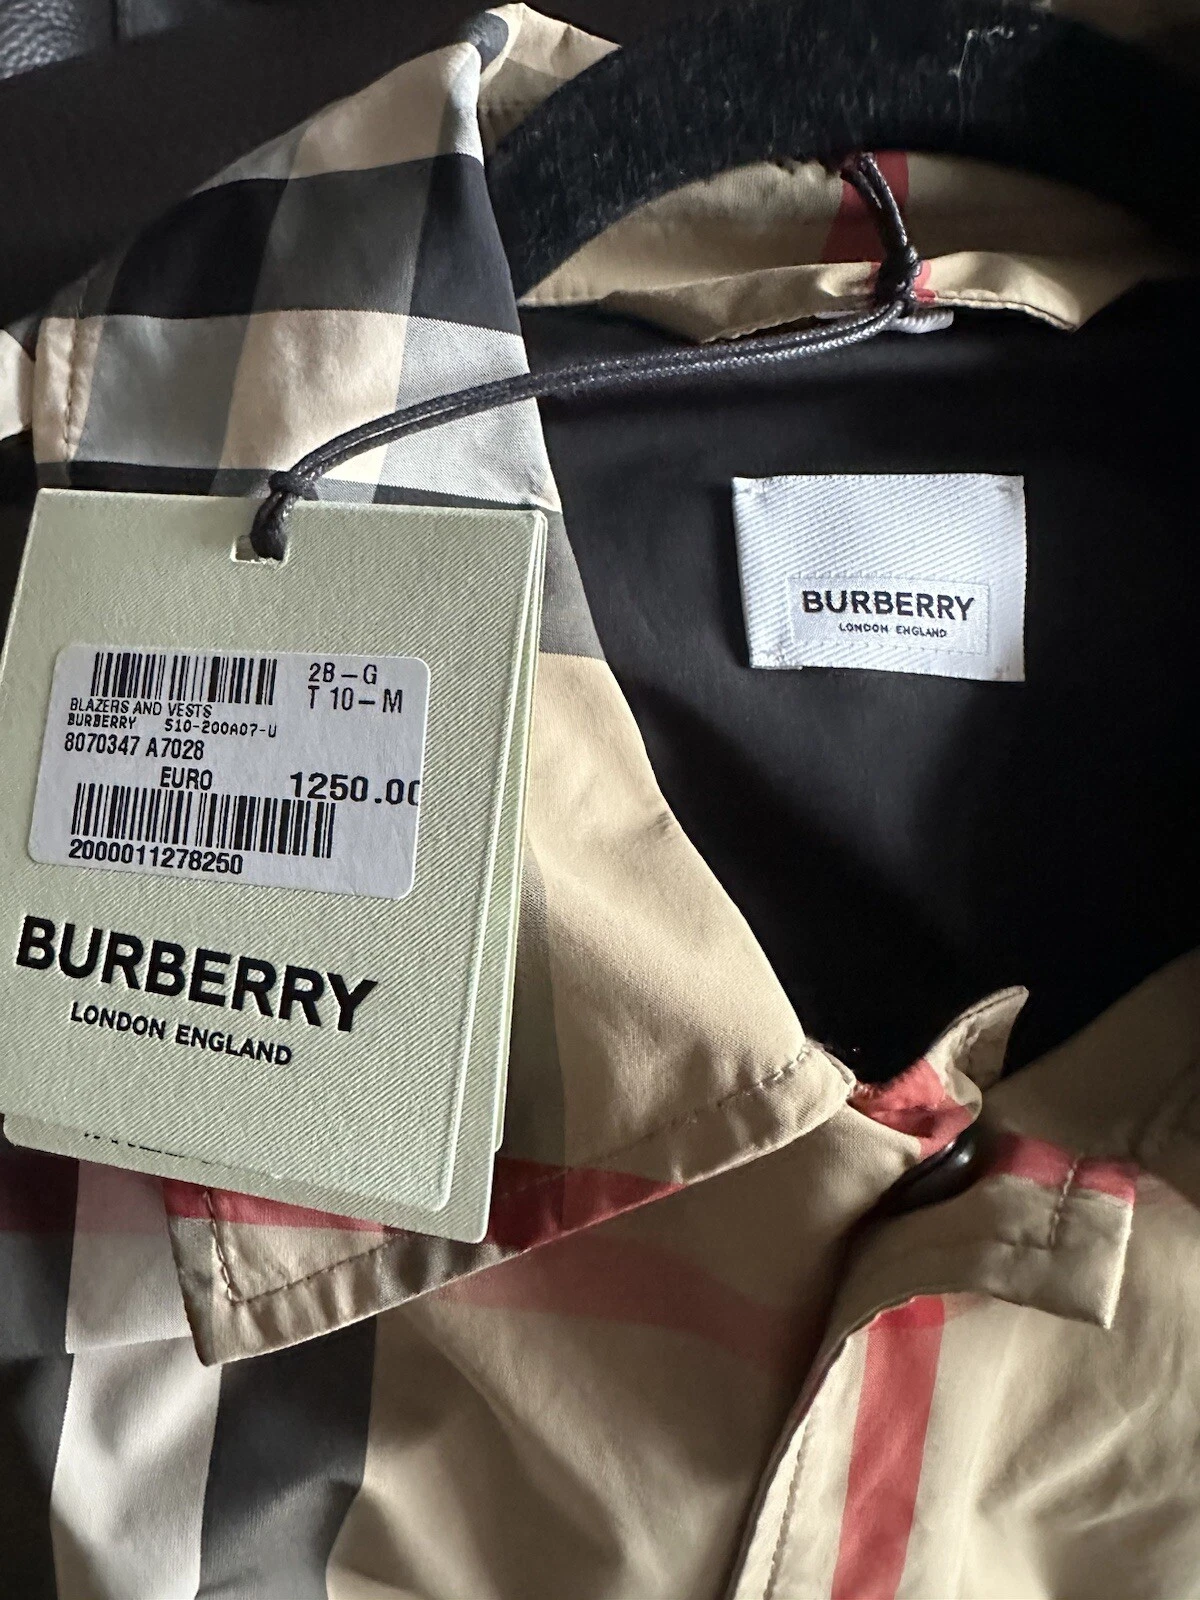 2B – G
T 10 – M
BLAZERS AND VESTS
BURBERRY 510-200A07-U
8070347 A7028
EURO 1250.00
2000011278250
BURBERRY
LONDON ENGLAND
BURBERRY
LONDON ENGLAND